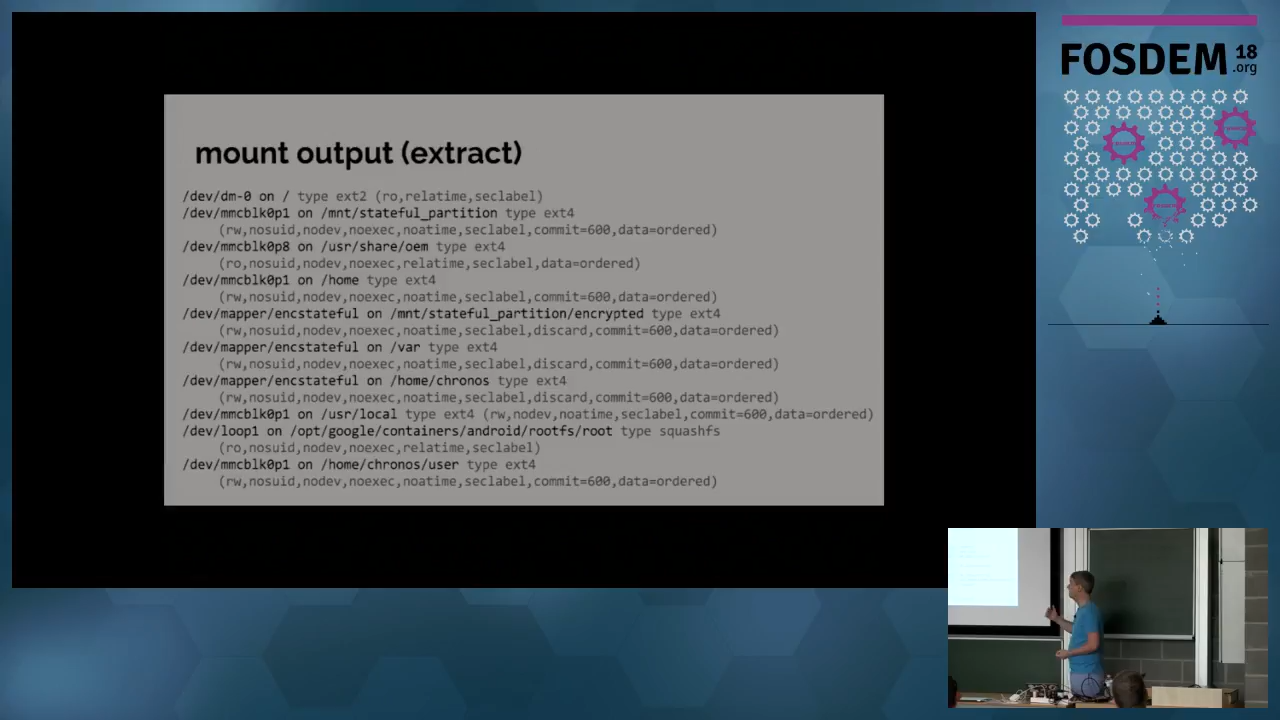 FOSDEM 18
.org
mount output (extract)
/dev/dm-0 on / type ext2 (ro,relatime,seclabel)
/dev/mmcblk0p1 on /mnt/stateful_partition type ext4
(rw,nosuid,nodev,noexec,noatime,seclabel,commit=600,data=ordered)
/dev/mmcblk0p8 on /usr/share/oem type ext4
(ro,nosuid,nodev,noexec,relatime,seclabel,data=ordered)
/dev/mmcblk0p1 on /home type ext4
(rw,nosuid,nodev,noexec,noatime,seclabel,commit=600,data=ordered)
/dev/mapper/encstateful on /mnt/stateful_partition/encrypted type ext4
(rw,nosuid,nodev,noexec,noatime,seclabel,discard,commit=600,data=ordered)
/dev/mapper/encstateful on /var type ext4
(rw,nosuid,nodev,noexec,noatime,seclabel,discard,commit=600,data=ordered)
/dev/mapper/encstateful on /home/chronos type ext4
(rw,nosuid,nodev,noexec,noatime,seclabel,discard,commit=600,data=ordered)
/dev/mmcblk0p1 on /usr/local type ext4 (rw,nodev,noatime,seclabel,commit=600,data=ordered)
/dev/loop1 on /opt/google/containers/android/rootfs/root type squashfs
(ro,nosuid,nodev,noexec,relatime,seclabel)
/dev/mmcblk0p1 on /home/chronos/user type ext4
(rw,nosuid,nodev,noexec,noatime,seclabel,commit=600,data=ordered)